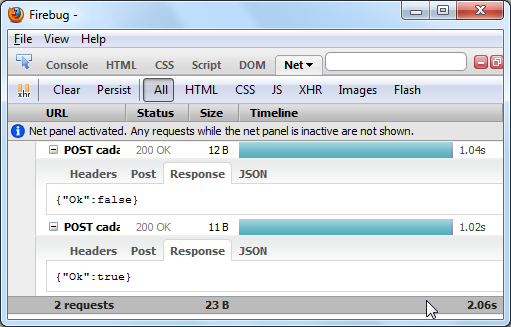 Firebug -
File View Help
Console HTML CSS Script DOM Net
xhr Clear Persist All HTML CSS JS XHR Images Flash
URL Status Size Timeline
Net panel activated. Any requests while the net panel is inactive are not shown.
POST cada 200 OK 12 B 1.04s
Headers Post Response JSON
{"Ok":false}
POST cada 200 OK 11 B 1.02s
Headers Post Response JSON
{"Ok":true}
2 requests 23 B 2.06s